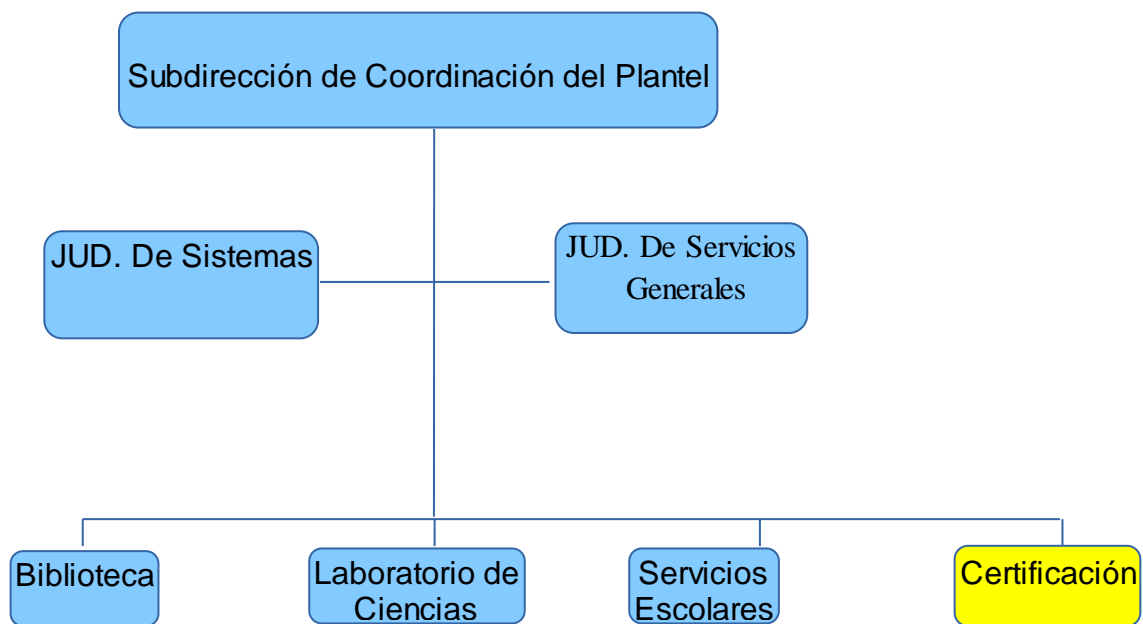 Subdirección de Coordinación del Plantel
JUD. De Sistemas
JUD. De Servicios
Generales
Biblioteca
Laboratorio de
Ciencias
Servicios
Escolares
Certificación